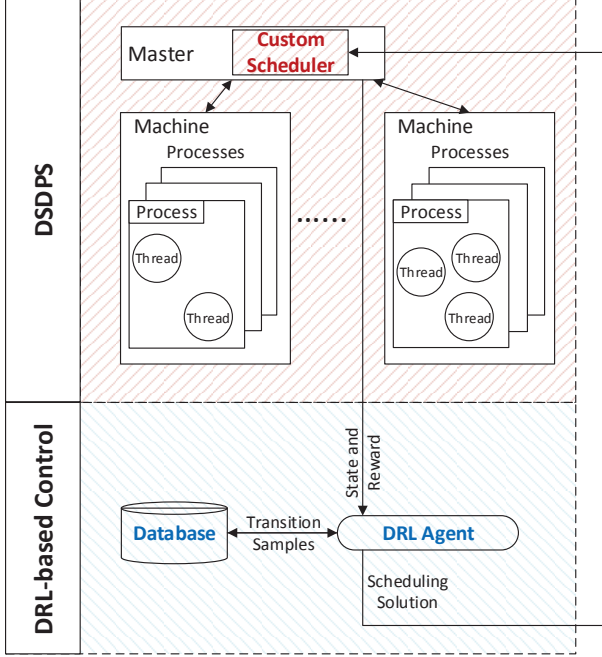 DSDPS
Master
Custom
Scheduler
Machine
Processes
Process
Thread
Thread
......
Machine
Processes
Process
Thread
Thread
Thread
DRL-based Control
State and
Reward
Database
Transition
Samples
DRL Agent
Scheduling
Solution